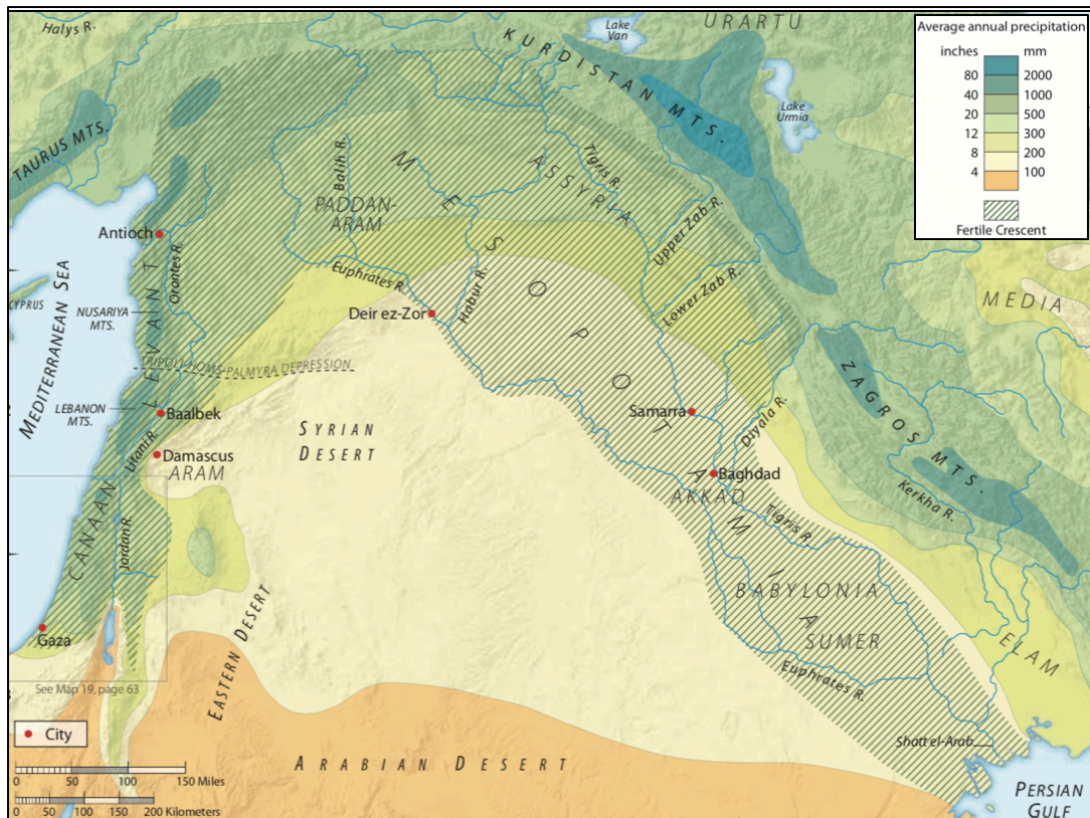 Halys R.
Lake
Van
URARTU
Average annual precipitation
inches
mm
80
2000
40
1000
20
500
12
300
8
200
4
100
Fertile Crescent
KURDISTAN MTS.
Lake
Urmia
TAURUS MTS.
Balih R.
MESOPOTAMIA
ASSYRIA
Tigris R.
PADDAN-
ARAM
Antioch
Orontes R.
Upper Zab R.
MEDITERRANEAN SEA
Euphrates R.
Habur R.
Lower Zab R.
CYPRUS
NUSARIYA
MTS.
LEVANT
Deir ez-Zor
MEDIA
TRIPOLI-HOMS-PALMYRA DEPRESSION
ZAGROS MTS.
LEBANON
MTS.
Baalbek
Samarra
Diyala R.
SYRIAN
DESERT
Litani R.
Damascus
ARAM
Baghdad
AKKAD
Kerkha R.
CANAAN
Jordan R.
Tigris R.
BABYLONIA
Gaza
SUMER
ELAM
EASTERN DESERT
Euphrates R.
See Map 19, page 63
City
Shatt el-Arab
ARABIAN DESERT
0 50 100 150 Miles
0 50 100 150 200 Kilometers
PERSIAN
GULF